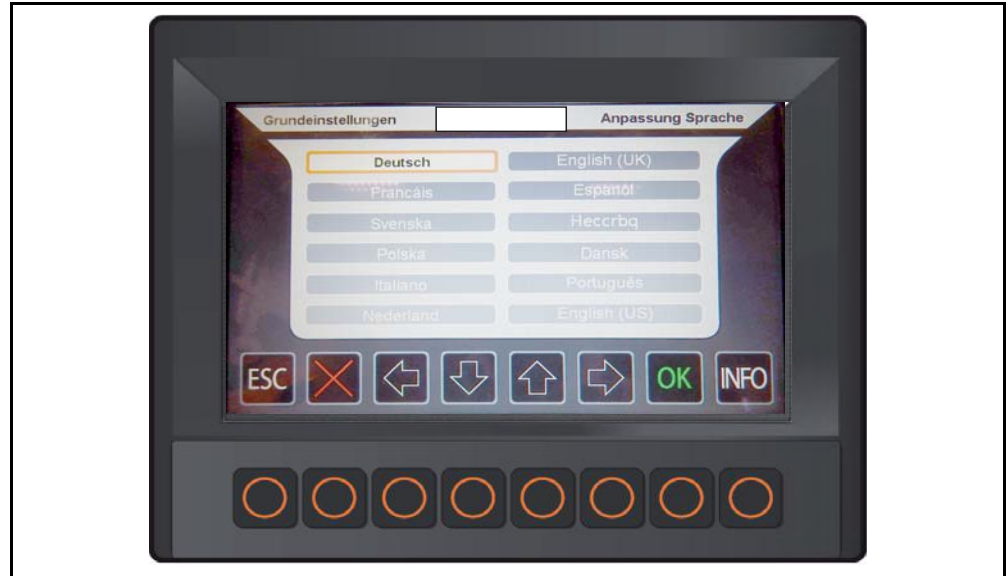 Grundeinstellungen Anpassung Sprache
Deutsch English (UK)
Francáis Español
Svenska Heccrbq
Polska Dansk
Italiano Português
Nederland English (US)
ESC OK INFO